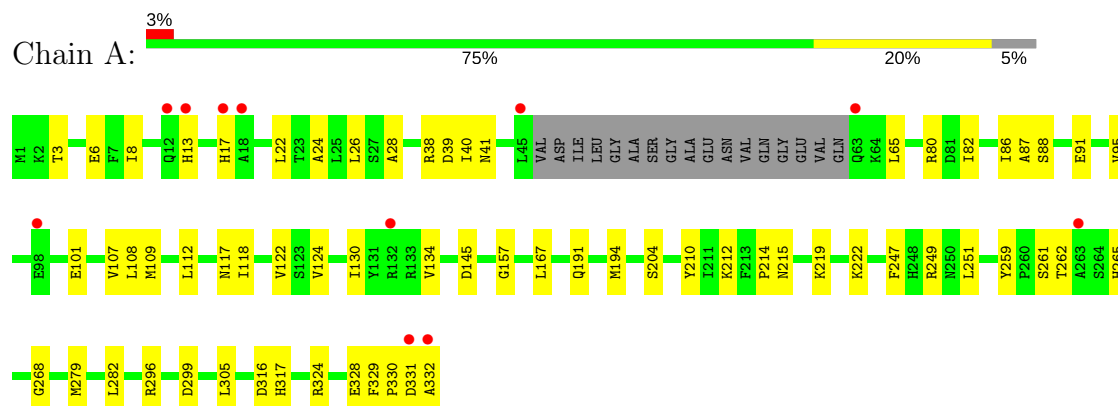 3%
Chain A:
75% 20% 5%
M1 K2 T3 E6 F7 I8 Q12 H13 H17 A18 L22 T23 A24 L25 L26 S27 A28 R38 D39 I40 N41 L45 VAL ASP ILE LEU GLY ALA SER GLY ALA GLU ASN VAL GLN GLY GLU VAL GLN Q63 K64 L65 R80 D81 I82 I86 A87 S88 E91
E98 E101 V107 L108 M109 L112 N117 I118 V122 S123 V124 I130 Y131 R132 R133 V134 D145 G157 L167 Q191 M194 S204 Y210 I211 K212 F213 P214 N215 K219 K222 F247 H248 R249 N250 L251 Y259 P260 S261 T262 A263 S264
G268 M279 L282 R296 D299 L305 D316 H317 R324 E328 F329 P330 D331 A332